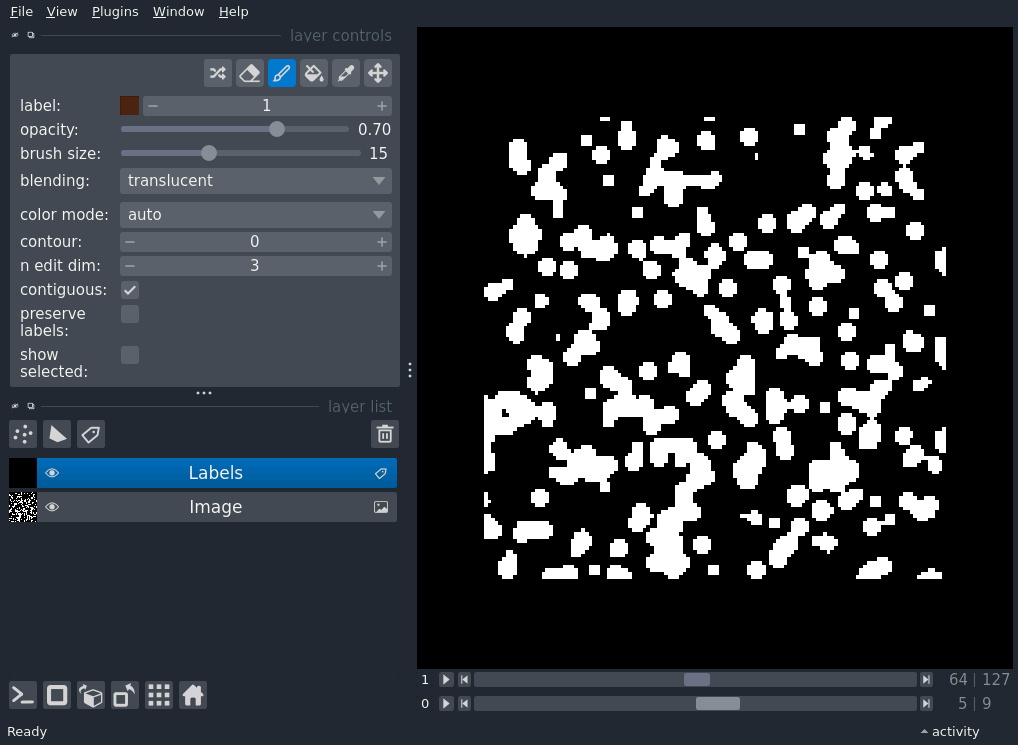 File View Plugins Window Help
layer controls
label: 1
opacity: 0.70
brush size: 15
blending: translucent
color mode: auto
contour: 0
n edit dim: 3
contiguous:
preserve
labels:
show
selected:
layer list
Labels
Image
1 64 | 127
0 5 | 9
Ready activity